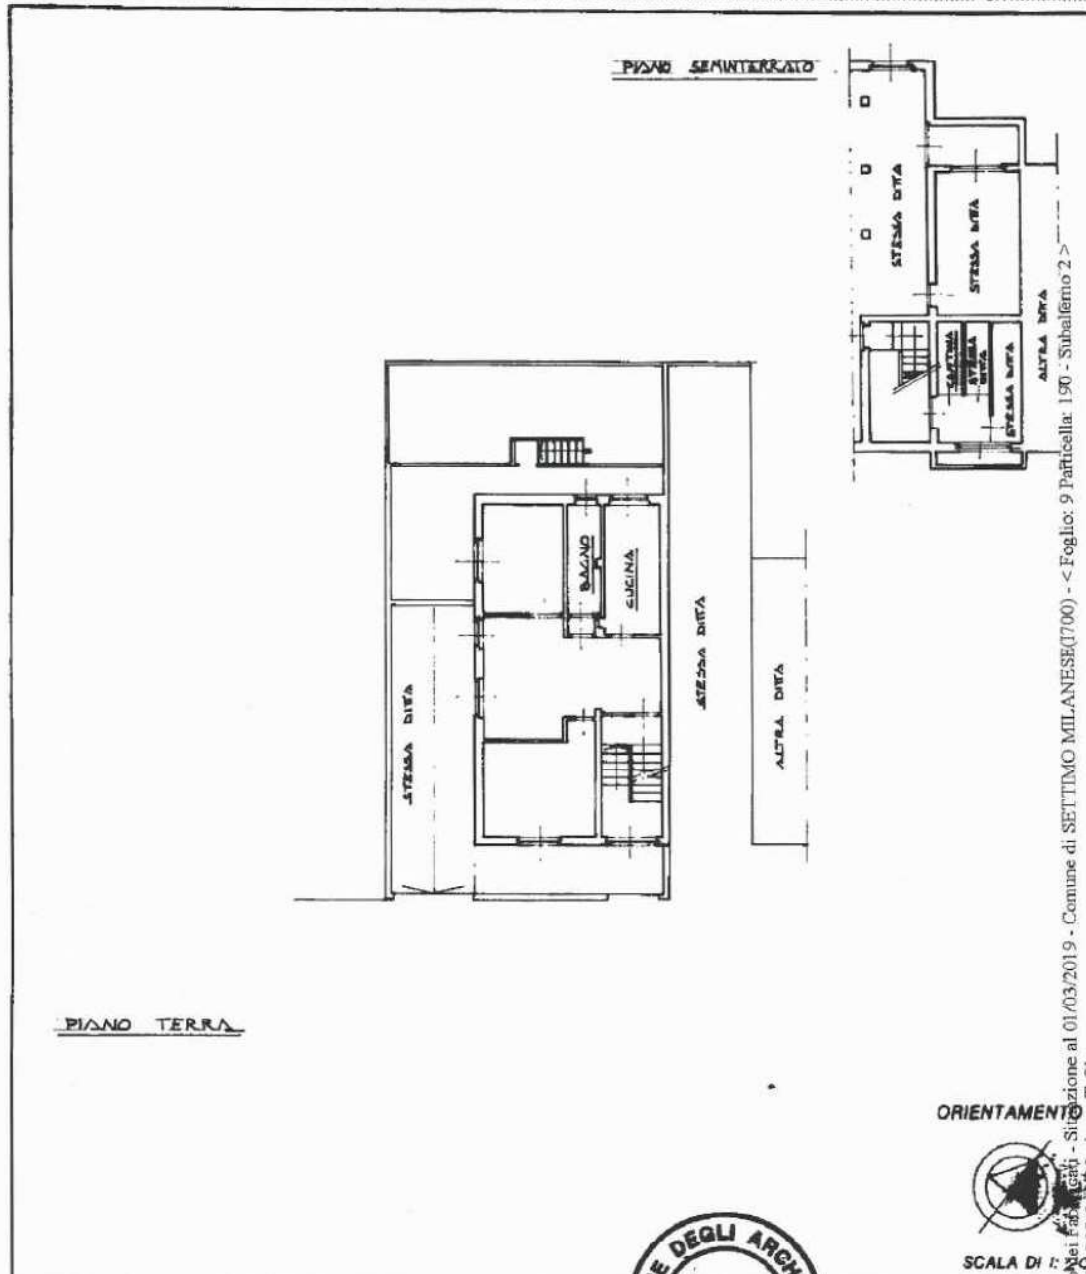 PIANO SEMINTERRATO
STESSA DITTA
STESSA DITTA
CANTINA
STESSA
DITTA
STESSA DITTA
ALTRA DITTA
BAGNO
CUCINA
STESSA DITTA
STESSA DITTA
ALTRA DITTA
PIANO TERRA
- Situazione al 01/03/2019 - Comune di SETTIMO MILANESE(I700) - < Foglio: 9 Particella: 190 - Subalterno 2 >
ORIENTAMENTO
SCALA DI 1:
DEGLI ARCH